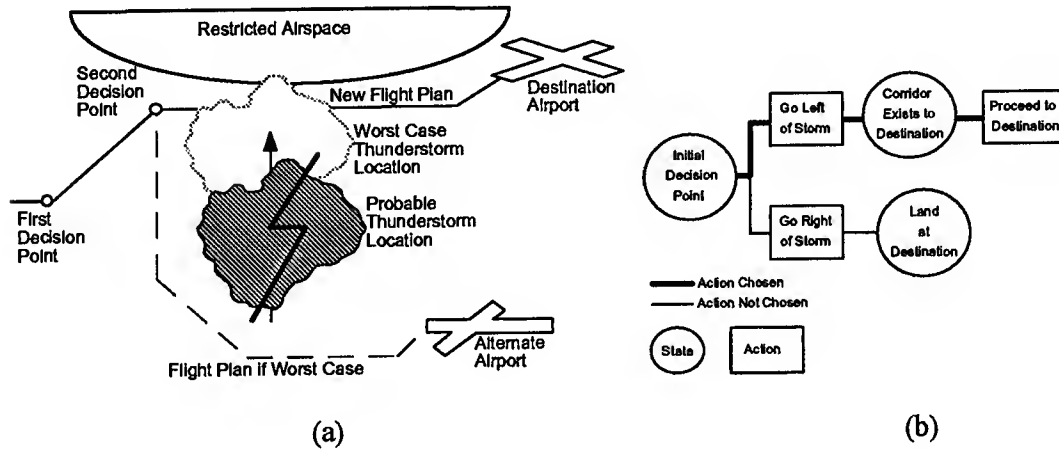 Restricted Airspace
Second
Decision
Point
New Flight Plan
Destination
Airport
Worst Case
Thunderstorm
Location
Probable
Thunderstorm
Location
First
Decision
Point
Alternate
Airport
Flight Plan if Worst Case
(a)
Initial
Decision
Point
Go Left
of Storm
Corridor
Exists to
Destination
Proceed to
Destination
Go Right
of Storm
Land
at
Destination
Action Chosen
Action Not Chosen
State
Action
(b)